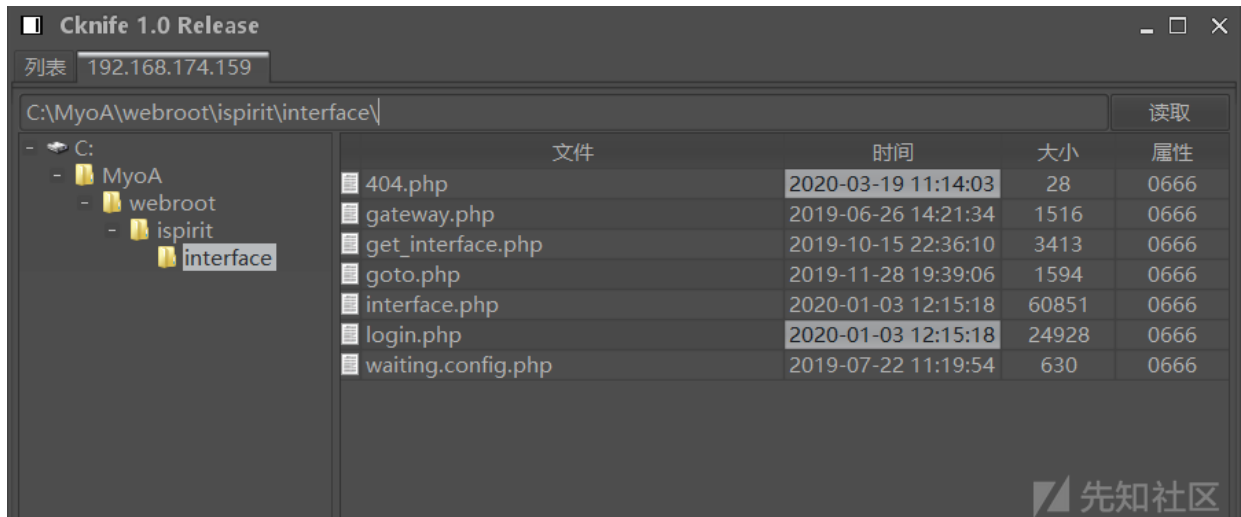 Cknife 1.0 Release
列表 192.168.174.159
C:\MyoA\webroot\ispirit\interface\ 读取
C:
MyoA
webroot
ispirit
interface
文件 时间 大小 属性
404.php 2020-03-19 11:14:03 28 0666
gateway.php 2019-06-26 14:21:34 1516 0666
get_interface.php 2019-10-15 22:36:10 3413 0666
goto.php 2019-11-28 19:39:06 1594 0666
interface.php 2020-01-03 12:15:18 60851 0666
login.php 2020-01-03 12:15:18 24928 0666
waiting.config.php 2019-07-22 11:19:54 630 0666
先知社区